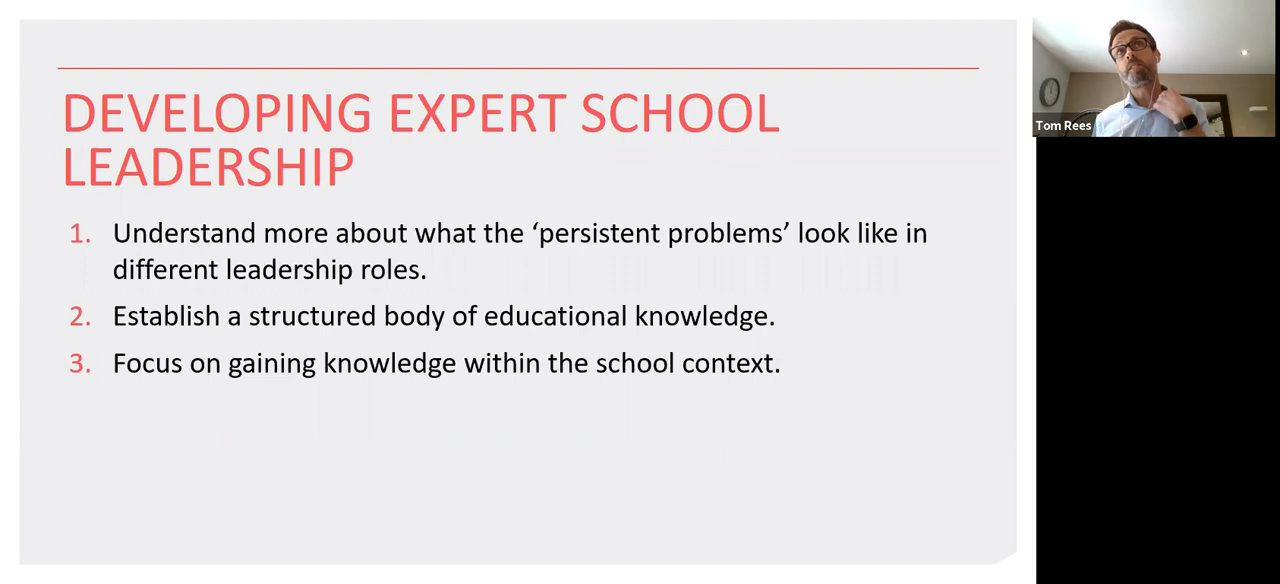 DEVELOPING EXPERT SCHOOL
LEADERSHIP
1. Understand more about what the ‘persistent problems’ look like in
different leadership roles.
2. Establish a structured body of educational knowledge.
3. Focus on gaining knowledge within the school context.
Tom Rees